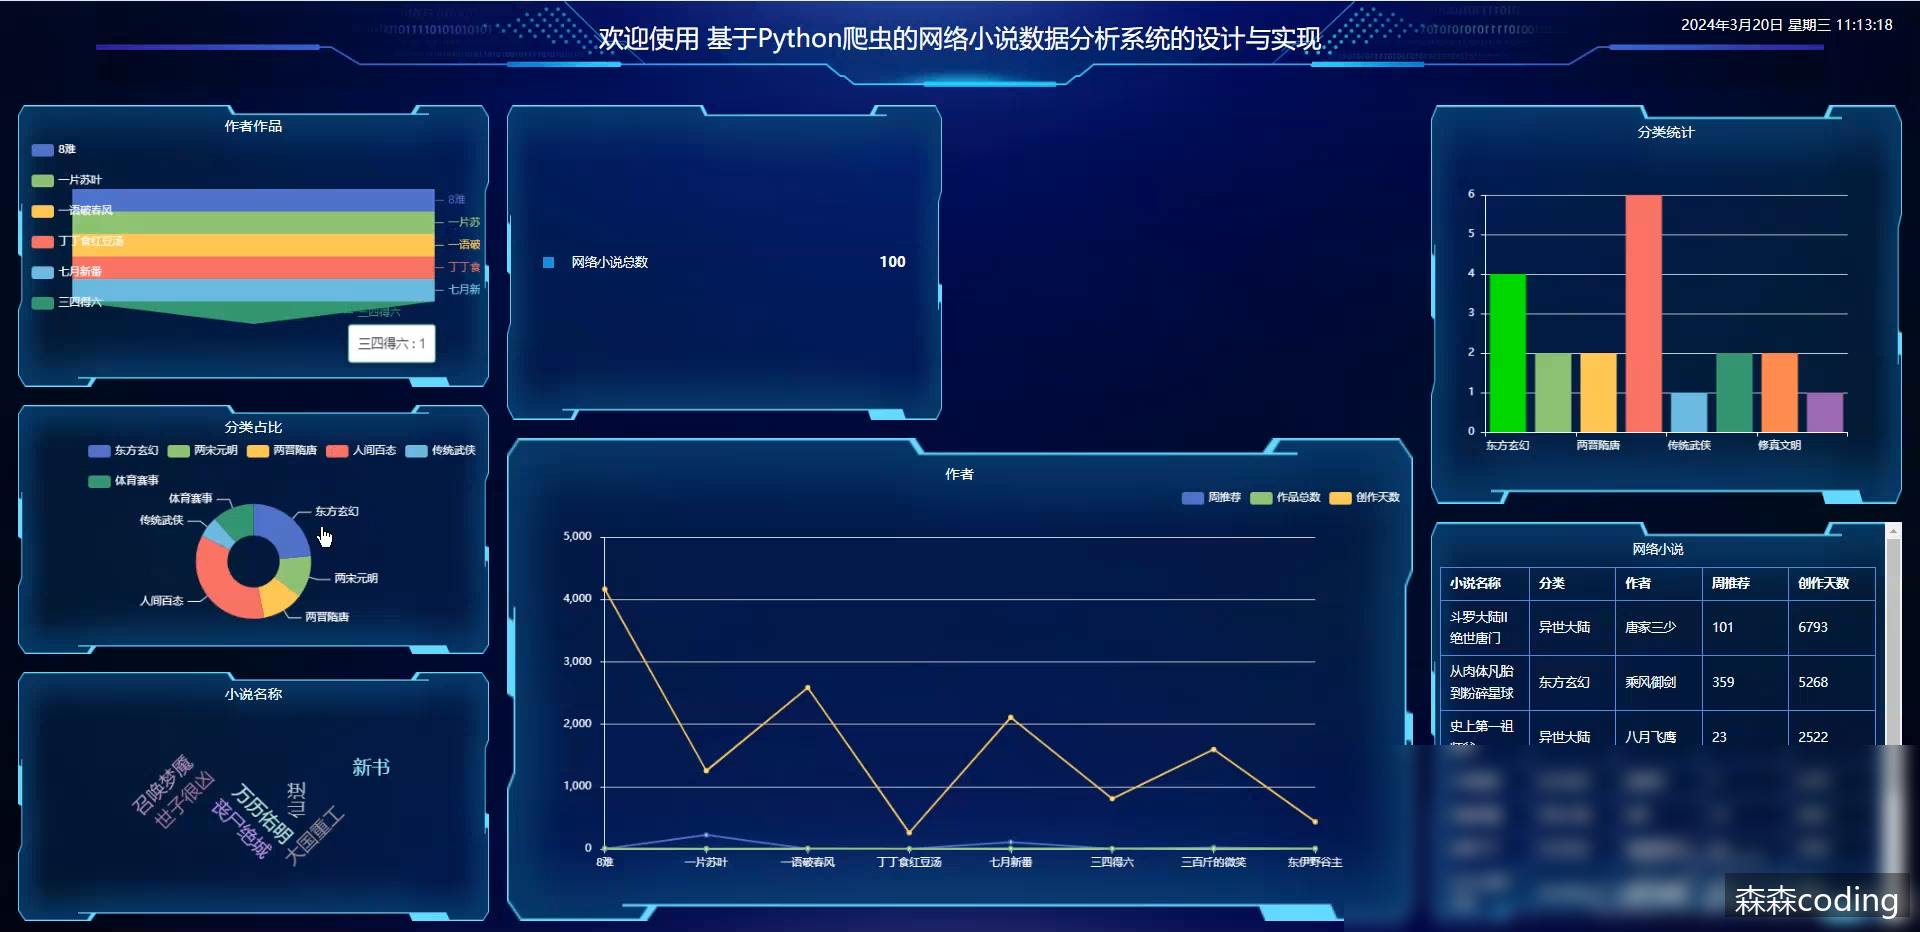 欢迎使用 基于Python爬虫的网络小说数据分析系统的设计与实现
2024年3月20日 星期三 11:13:18
作者作品
8难
一片苏叶
一语破春风
丁丁食红豆汤
七月新番
三四得六
8难
一片苏
一语破
丁丁食
七月新
三四得六
三四得六 : 1
网络小说总数 100
分类统计
6
5
4
3
2
1
0
东方玄幻 两晋隋唐 传统武侠 修真文明
分类占比
东方玄幻 两宋元明 两晋隋唐 人间百态 传统武侠
体育赛事
体育赛事
传统武侠
东方玄幻
两宋元明
人间百态
两晋隋唐
小说名称
新书
召唤梦魇
世子很凶
万历佑明
丧尸绝城
大国重工
作者
周推荐 作品总数 创作天数
5,000
4,000
3,000
2,000
1,000
0
8难 一片苏叶 一语破春风 丁丁食红豆汤 七月新番 三四得六 三百斤的微笑 东伊野谷主
网络小说
小说名称 分类 作者 周推荐 创作天数
斗罗大陆II
绝世唐门 异世大陆 唐家三少 101 6793
从肉体凡胎
到粉碎星球 东方玄幻 乘风御剑 359 5268
史上第一祖
异世大陆 八月飞鹰 23 2522
森森coding